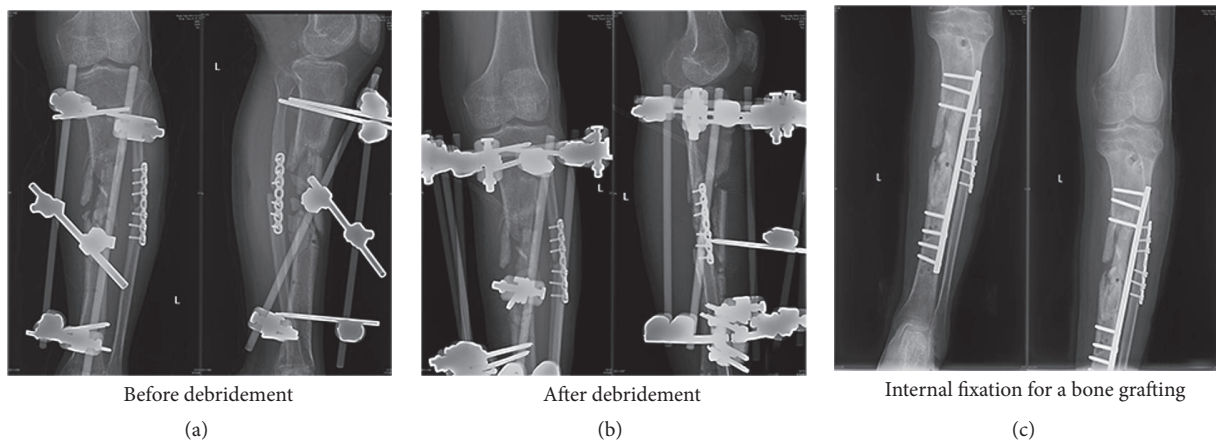 L
L
L
L
L
L
Before debridement
After debridement
Internal fixation for a bone grafting
(a)
(b)
(c)